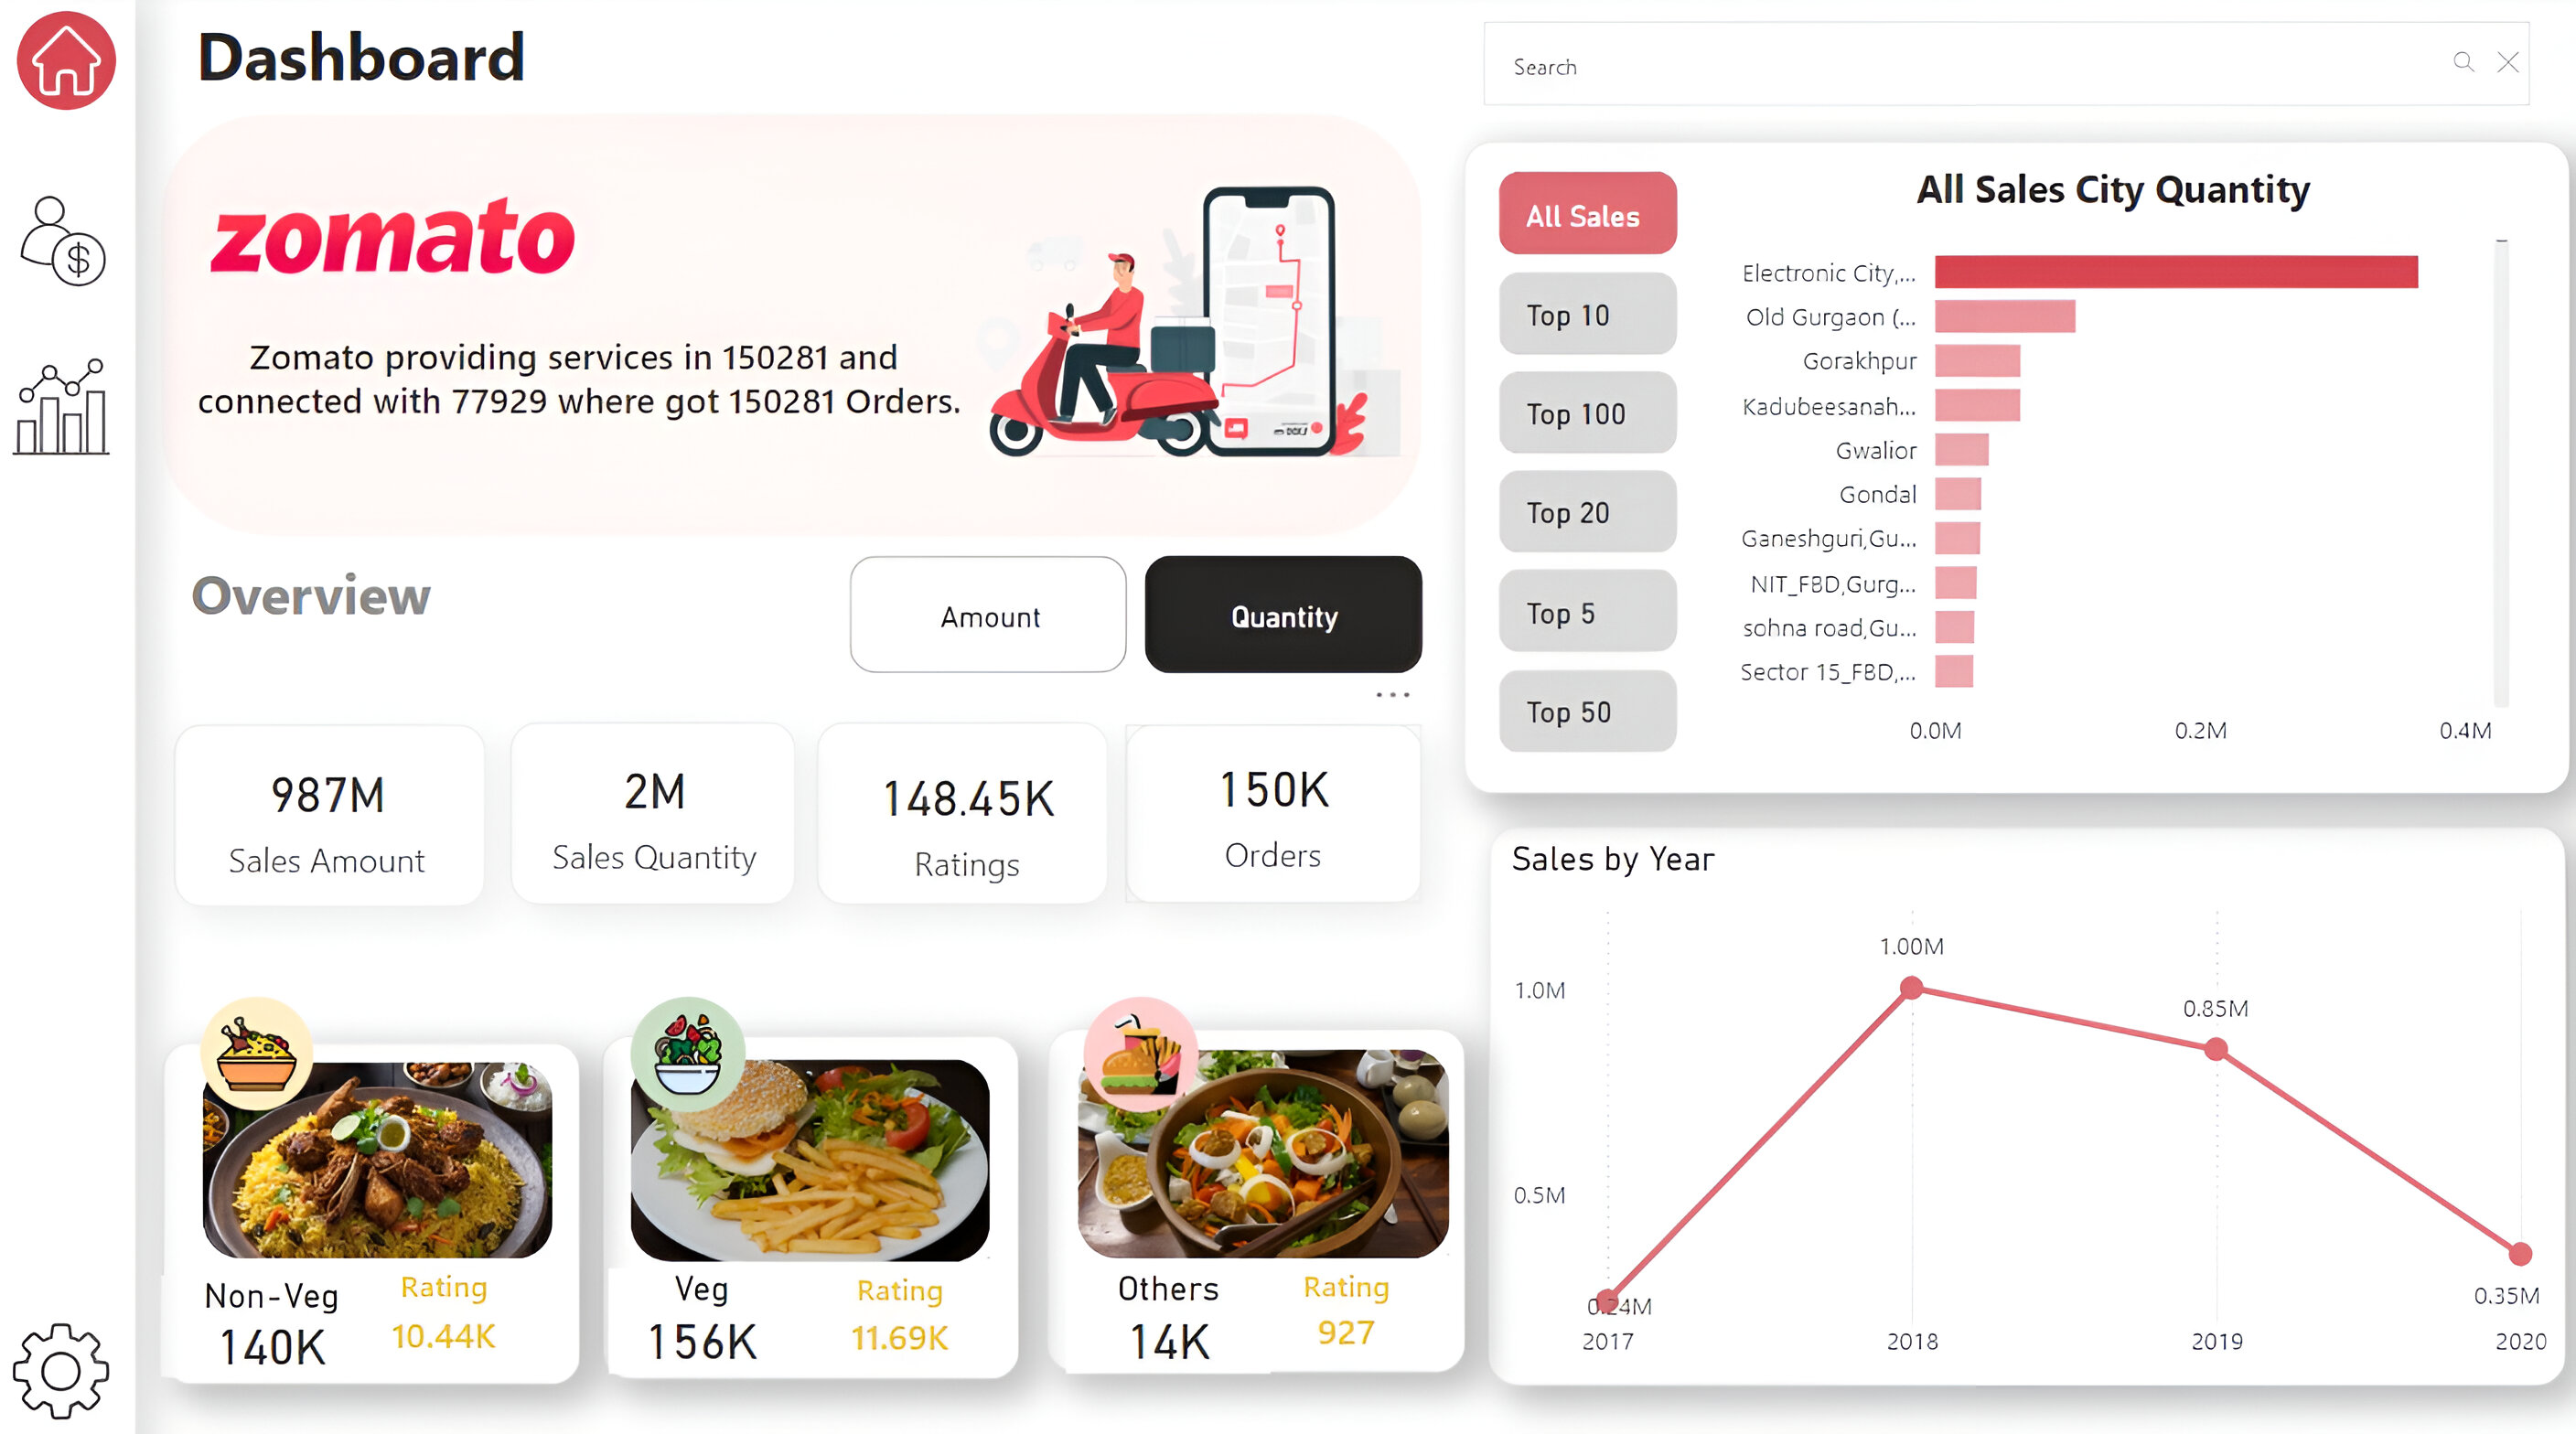 Dashboard
Search
zomato
Zomato providing services in 150281 and
connected with 77929 where got 150281 Orders.
Overview
Amount
Quantity
...
987M
Sales Amount
2M
Sales Quantity
148.45K
Ratings
150K
Orders
Non-Veg
140K
Rating
10.44K
Veg
156K
Rating
11.69K
Others
14K
Rating
927
All Sales
Top 10
Top 100
Top 20
Top 5
Top 50
All Sales City Quantity
Electronic City,...
Old Gurgaon (...
Gorakhpur
Kadubeesanah...
Gwalior
Gondal
Ganeshguri,Gu...
NIT_FBD,Gurg...
sohna road,Gu...
Sector 15_FBD,...
0.0M 0.2M 0.4M
Sales by Year
1.0M
0.5M
0.24M
1.00M
0.85M
0.35M
2017 2018 2019 2020